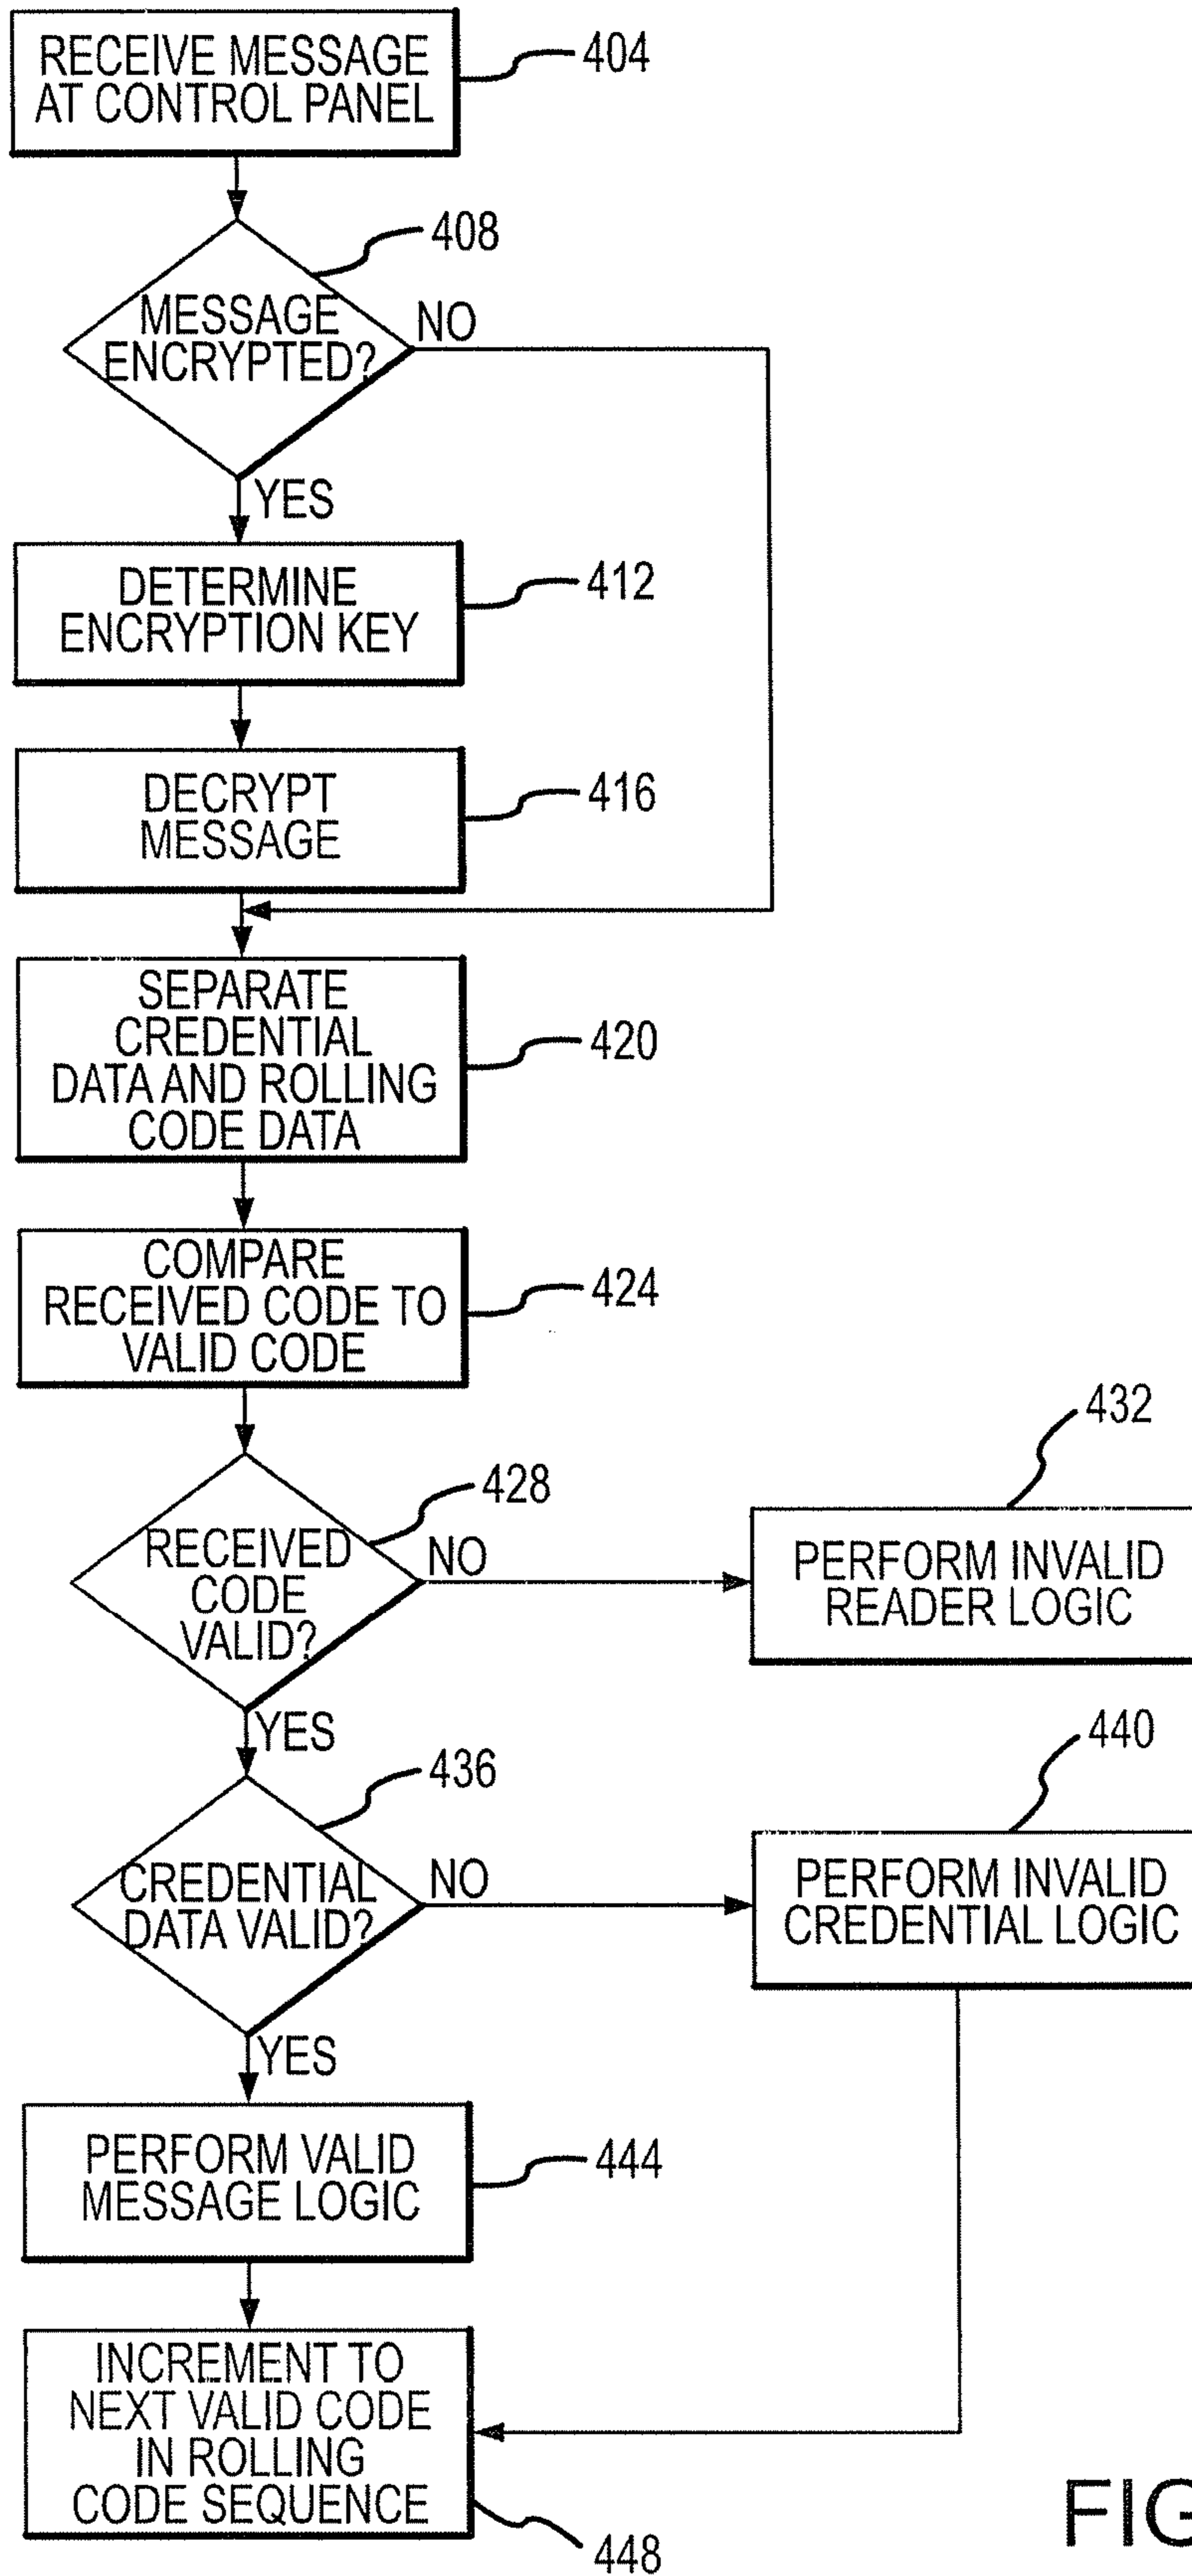 RECEIVE MESSAGE
AT CONTROL PANEL
404
408
MESSAGE
ENCRYPTED?
NO
YES
DETERMINE
ENCRYPTION KEY
412
DECRYPT
MESSAGE
416
SEPARATE
CREDENTIAL
DATA AND ROLLING
CODE DATA
420
COMPARE
RECEIVED CODE TO
VALID CODE
424
428
RECEIVED
CODE
VALID?
NO
YES
432
PERFORM INVALID
READER LOGIC
436
CREDENTIAL
DATA VALID?
NO
YES
440
PERFORM INVALID
CREDENTIAL LOGIC
PERFORM VALID
MESSAGE LOGIC
444
INCREMENT TO
NEXT VALID CODE
IN ROLLING
CODE SEQUENCE
448
FIG